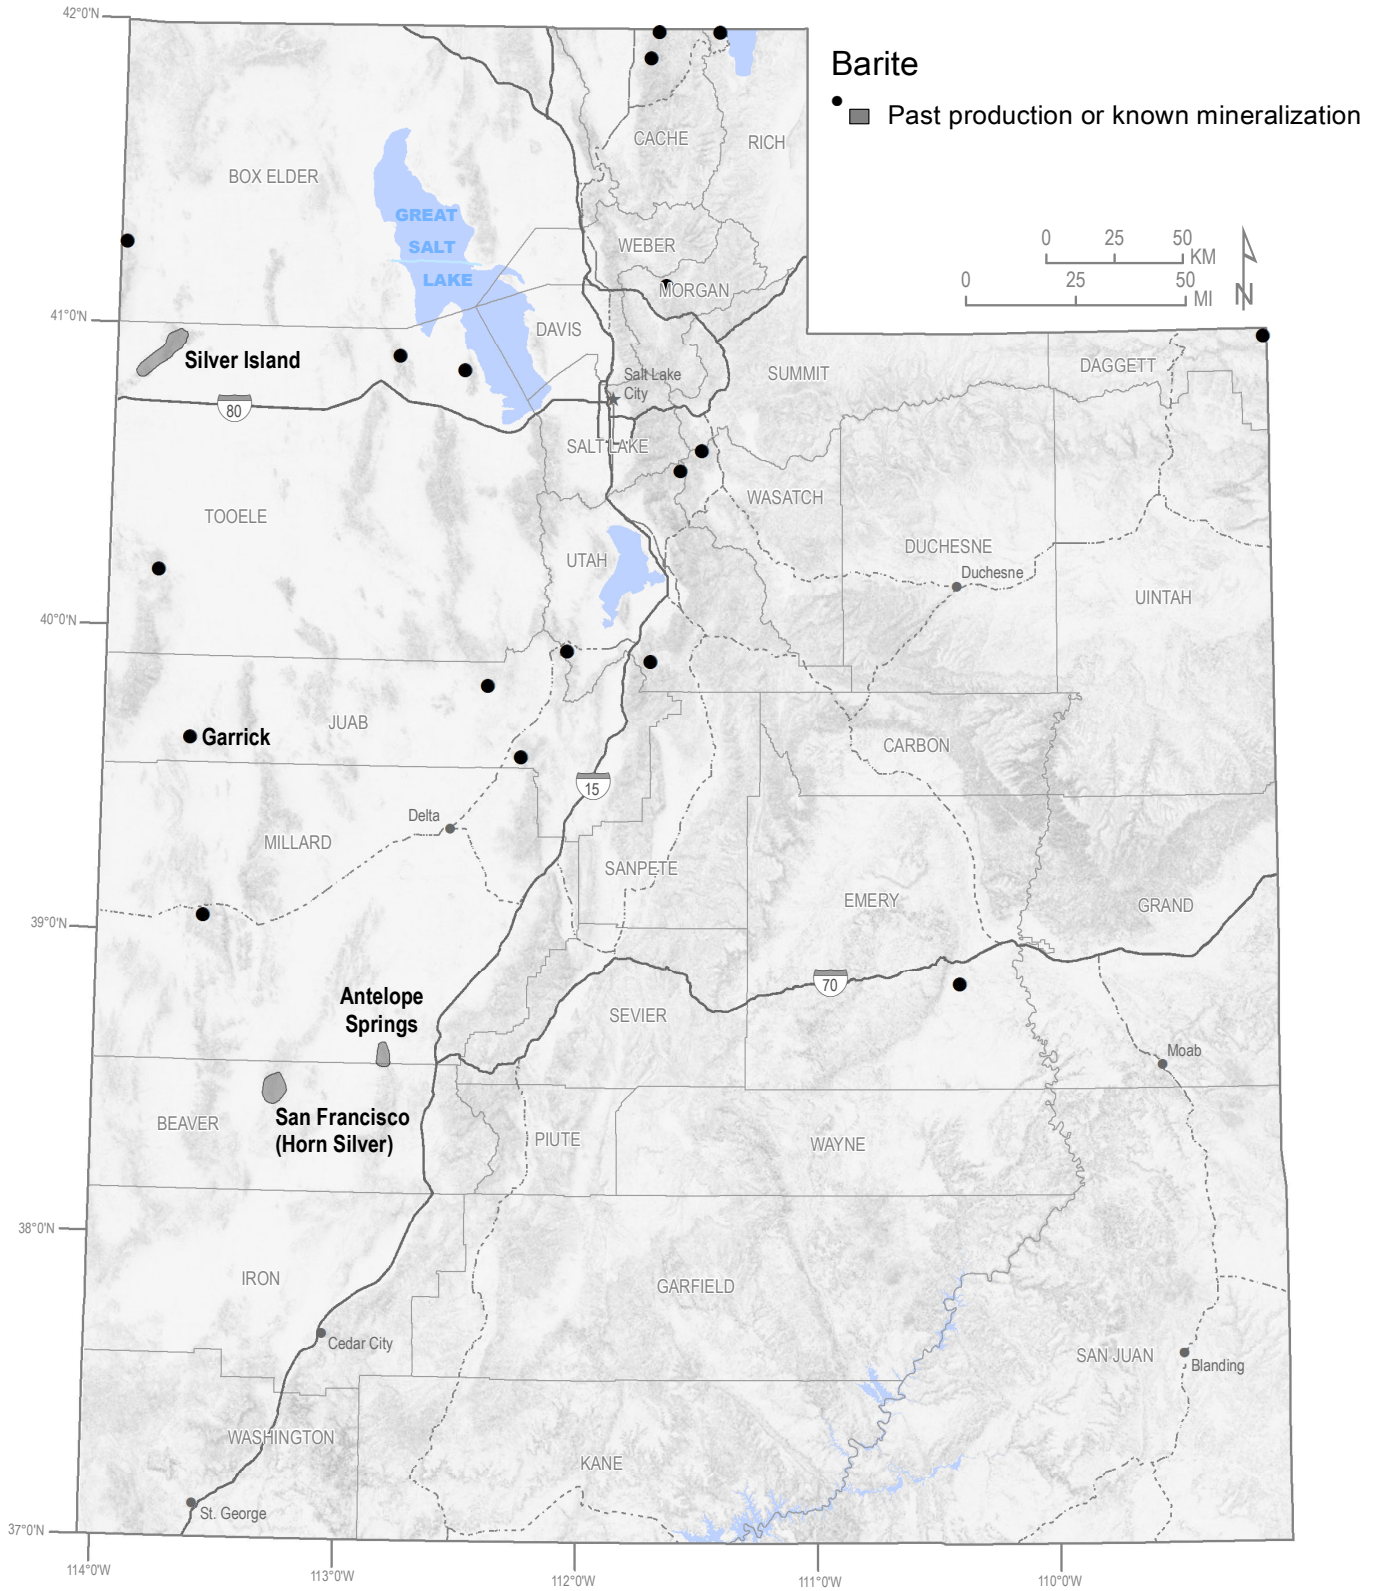 42°0'N
Barite
Past production or known mineralization
CACHE
RICH
BOX ELDER
GREAT
SALT
LAKE
WEBER
MORGAN
0 25 50
KM
0 25 50
MI
N
41°0'N
DAVIS
Silver Island
Salt Lake
City
SUMMIT
DAGGETT
80
SALT LAKE
WASATCH
TOOELE
UTAH
DUCHESNE
Duchesne
UINTAH
40°0'N
JUAB
Garrick
CARBON
15
Delta
MILLARD
SANPETE
EMERY
GRAND
39°0'N
70
Antelope
Springs
SEVIER
Moab
San Francisco
(Horn Silver)
BEAVER
PIUTE
WAYNE
38°0'N
IRON
GARFIELD
Cedar City
SAN JUAN
Blanding
WASHINGTON
KANE
St. George
37°0'N
114°0'W
113°0'W
112°0'W
111°0'W
110°0'W